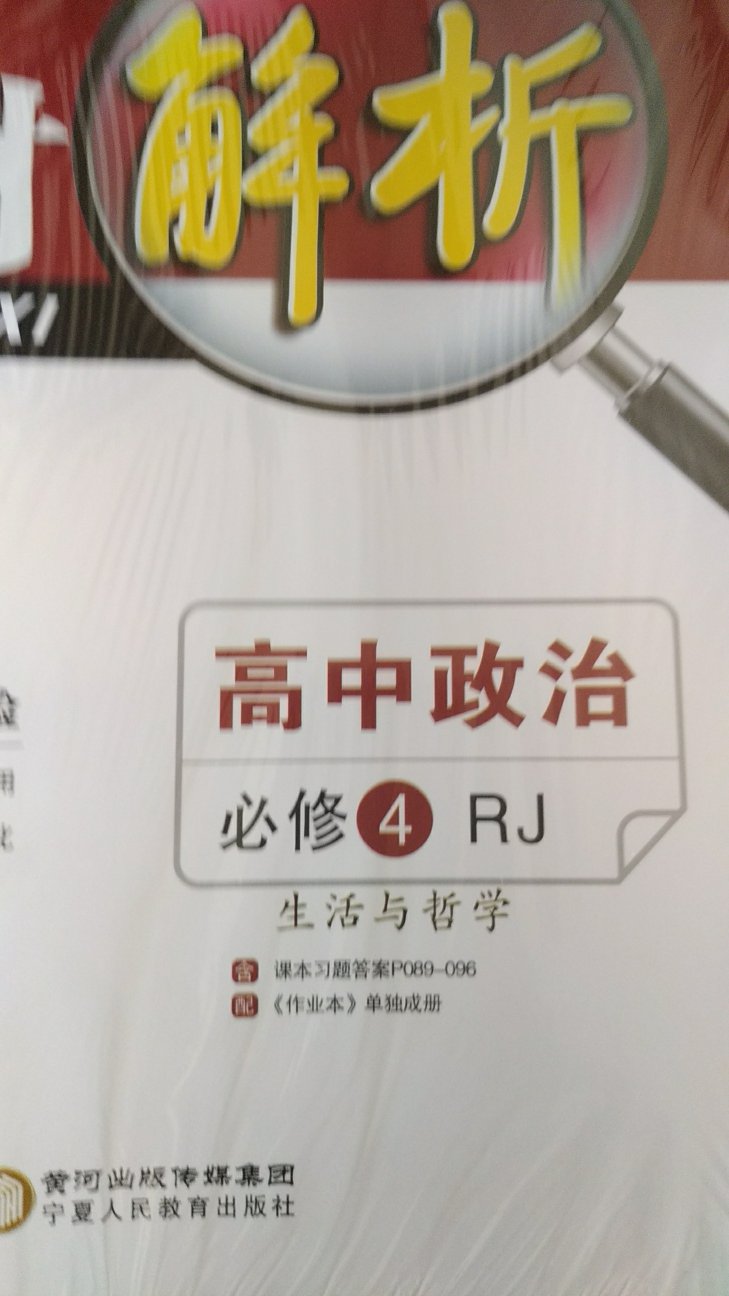 解析
XI
高中政治
必修4 RJ
生活与哲学
含 课本习题答案P089-096
配 《作业本》单独成册
用
黄河出版传媒集团
宁夏人民教育出版社